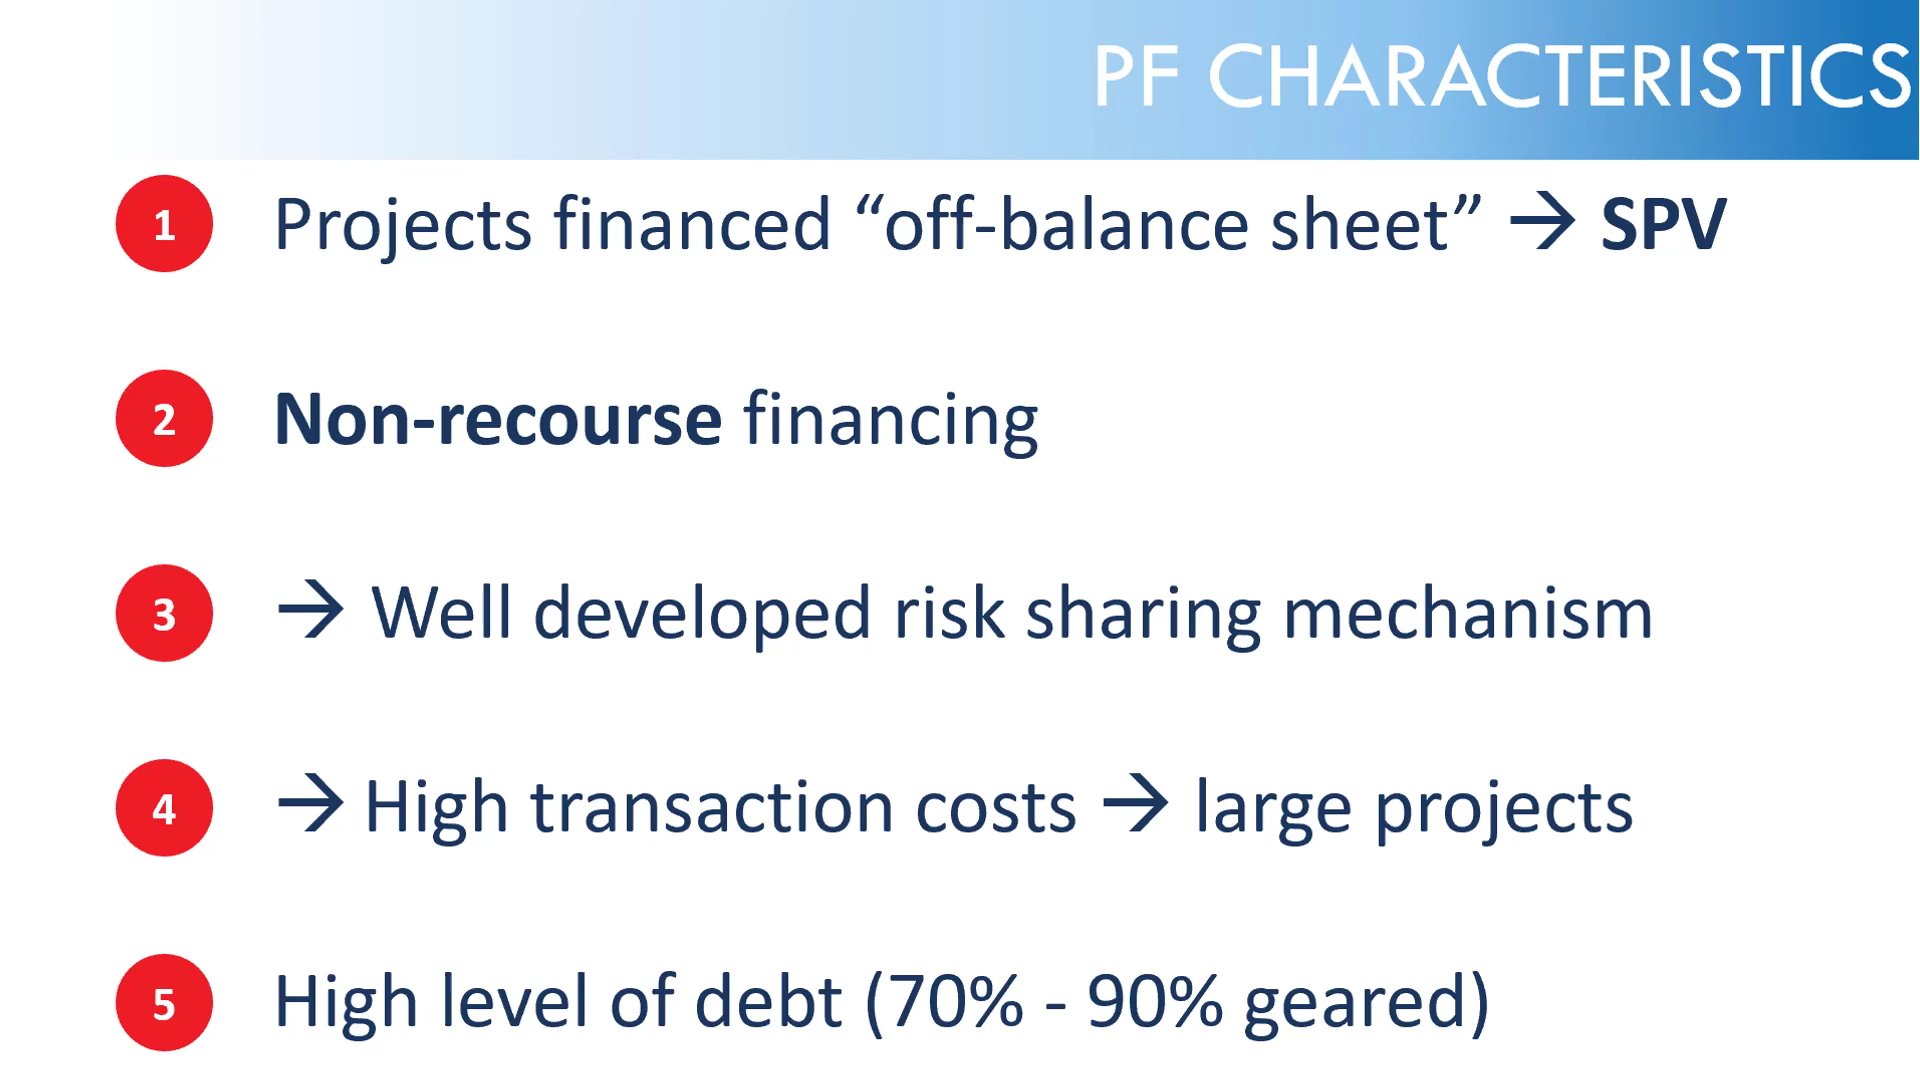 PF CHARACTERISTICS
1 Projects financed “off-balance sheet” → SPV
2 Non-recourse financing
3 → Well developed risk sharing mechanism
4 → High transaction costs → large projects
5 High level of debt (70% - 90% geared)